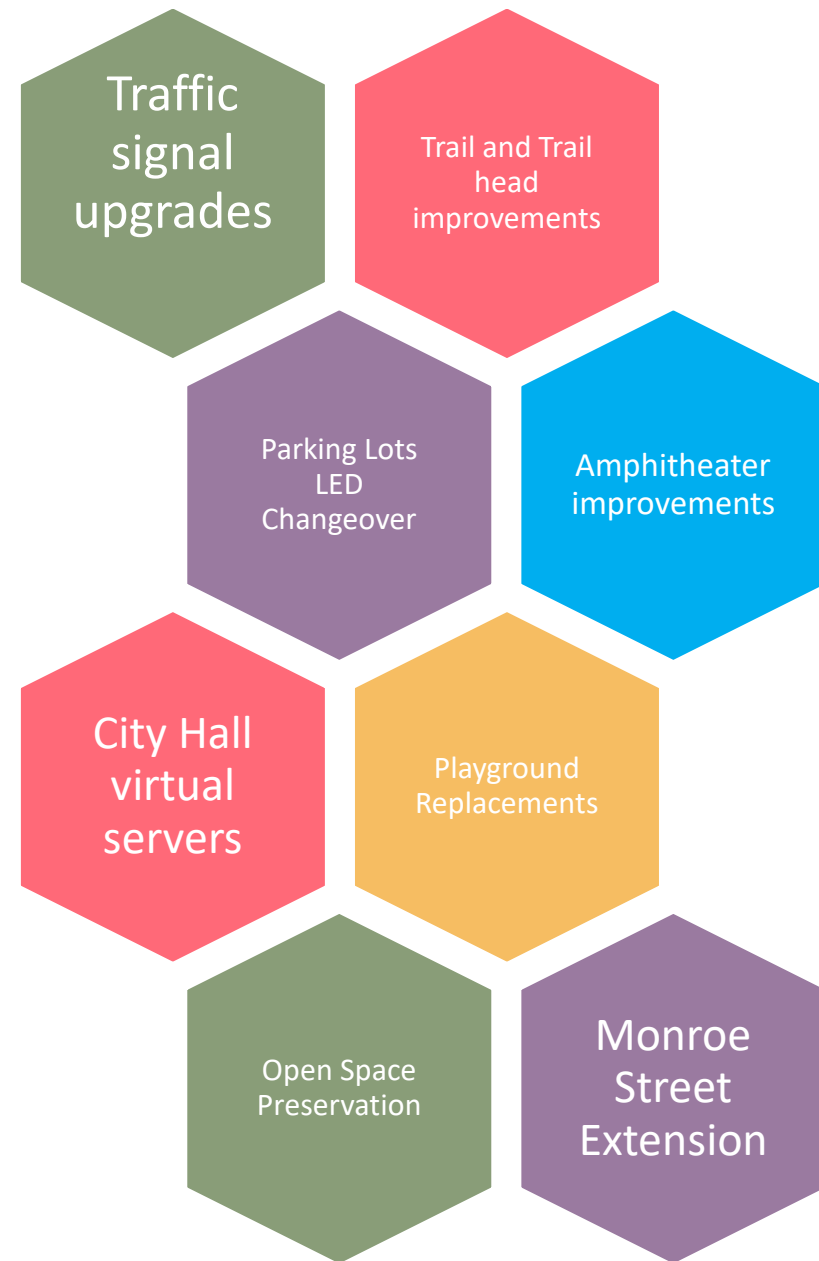 Traffic
signal
upgrades
Trail and Trail
head
improvements
Parking Lots
LED
Changeover
Amphitheater
improvements
City Hall
virtual
servers
Playground
Replacements
Open Space
Preservation
Monroe
Street
Extension